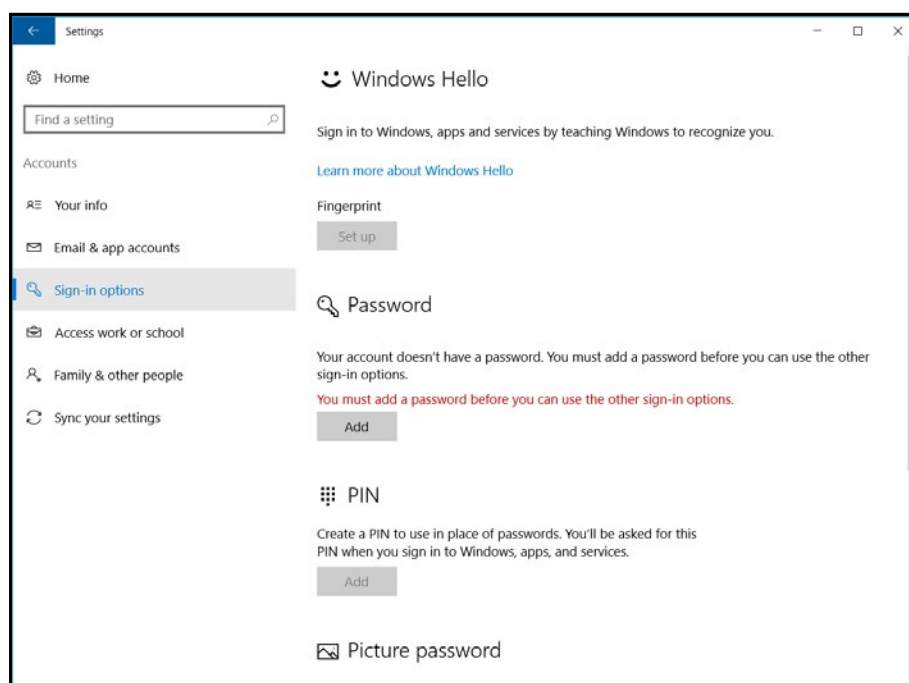 Settings
Home
Find a setting
Accounts
Your info
Email & app accounts
Sign-in options
Access work or school
Family & other people
Sync your settings
Windows Hello
Sign in to Windows, apps and services by teaching Windows to recognize you.
Learn more about Windows Hello
Fingerprint
Set up
Password
Your account doesn't have a password. You must add a password before you can use the other
sign-in options.
You must add a password before you can use the other sign-in options.
Add
PIN
Create a PIN to use in place of passwords. You'll be asked for this
PIN when you sign in to Windows, apps, and services.
Add
Picture password